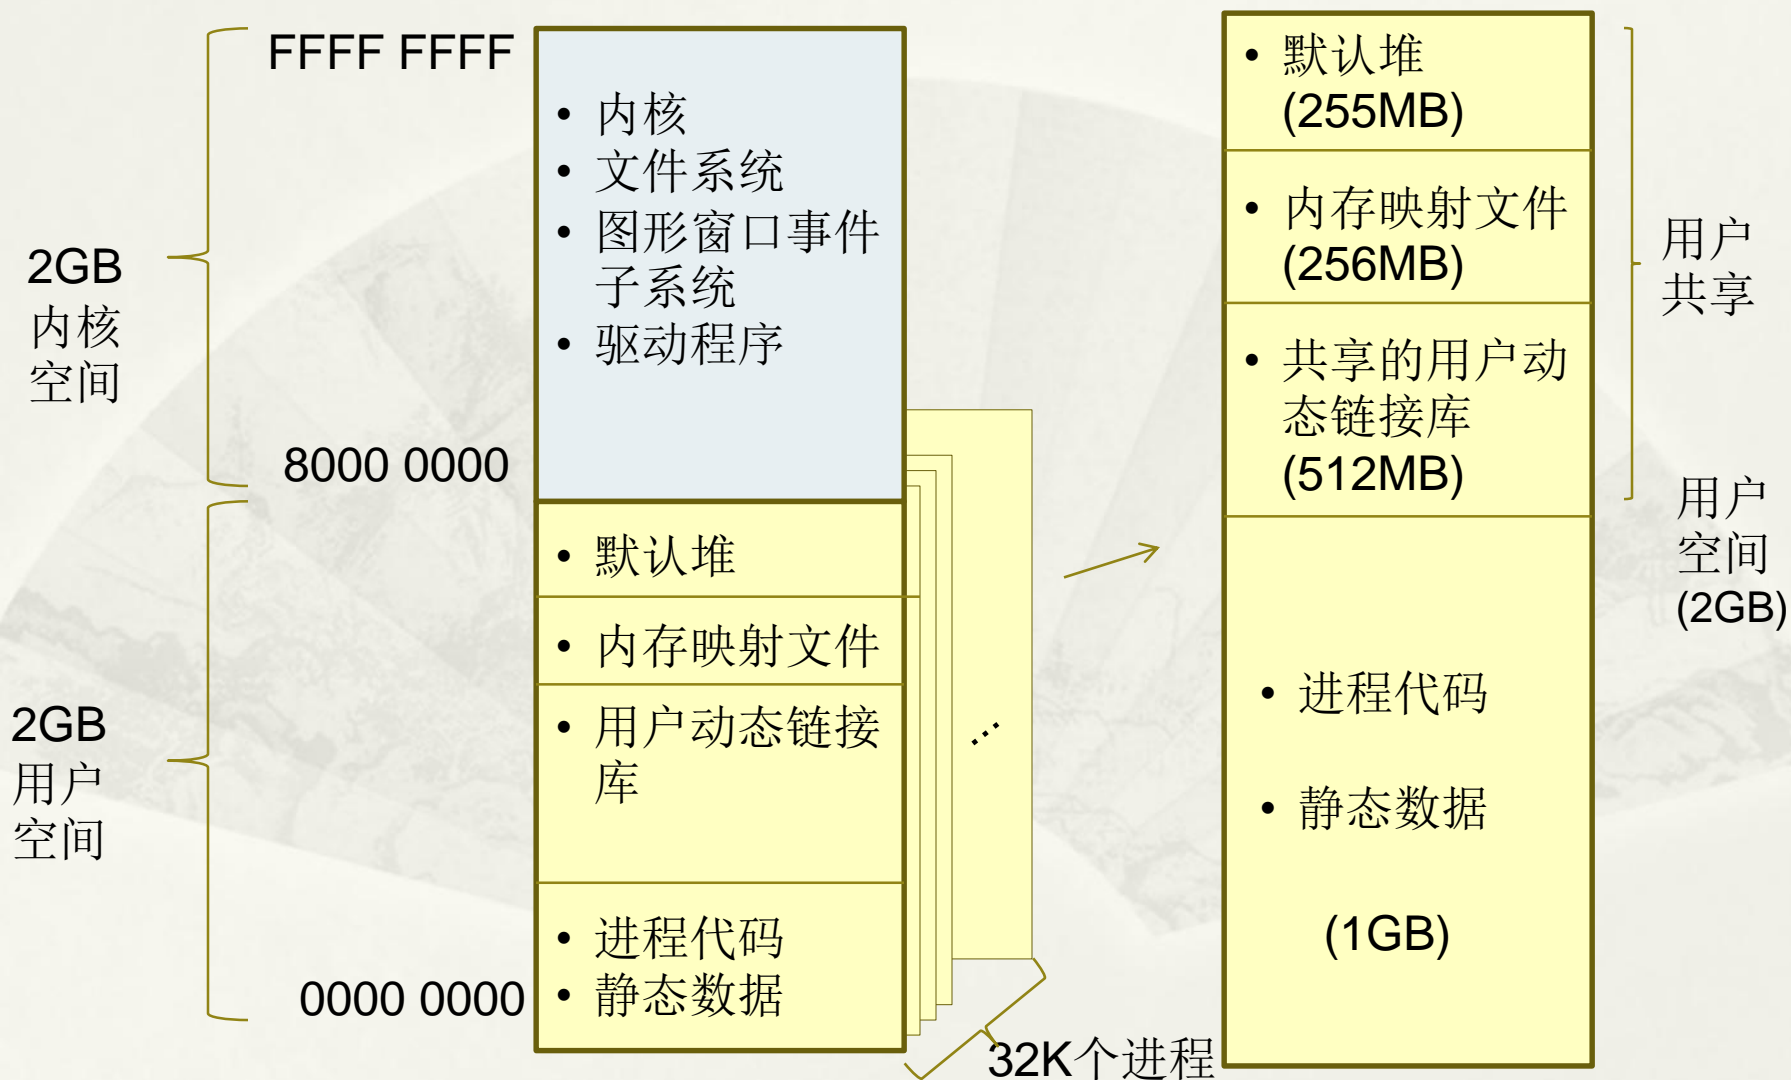 FFFF FFFF
• 内核
• 文件系统
• 图形窗口事件
子系统
• 驱动程序
2GB
内核
空间
8000 0000
• 默认堆
• 内存映射文件
• 用户动态链接
库
2GB
用户
空间
• 进程代码
• 静态数据
0000 0000
...
32K个进程
• 默认堆
(255MB)
• 内存映射文件
(256MB)
• 共享的用户动
态链接库
(512MB)
用户
共享
用户
空间
(2GB)
• 进程代码
• 静态数据
(1GB)